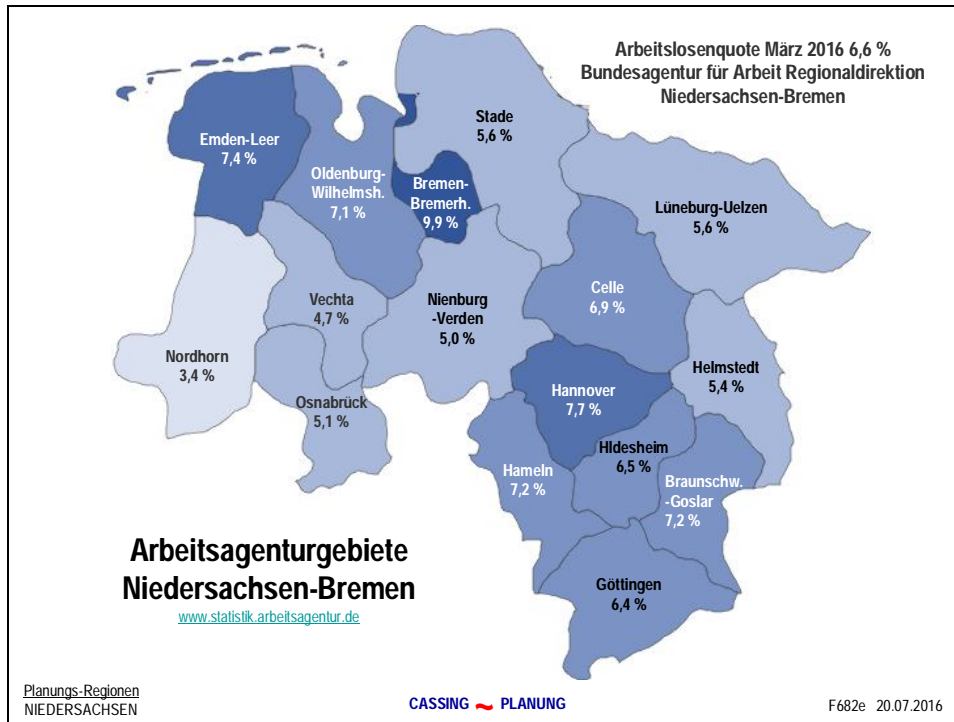 Arbeitslosenquote März 2016 6,6 %
Bundesagentur für Arbeit Regionaldirektion
Niedersachsen-Bremen
Stade
5,6 %
Emden-Leer
7,4 %
Oldenburg-
Wilhelmsh.
7,1 %
Bremen-
Bremerh.
9,9 %
Lüneburg-Uelzen
5,6 %
Celle
6,9 %
Vechta
4,7 %
Nienburg
-Verden
5,0 %
Nordhorn
3,4 %
Helmstedt
5,4 %
Hannover
7,7 %
Osnabrück
5,1 %
HIdesheim
6,5 %
Hameln
7,2 %
Braunschw.
-Goslar
7,2 %
Göttingen
6,4 %
Arbeitsagenturgebiete
Niedersachsen-Bremen
www.statistik.arbeitsagentur.de
Planungs-Regionen
NIEDERSACHSEN
CASSING ~ PLANUNG
F682e 20.07.2016